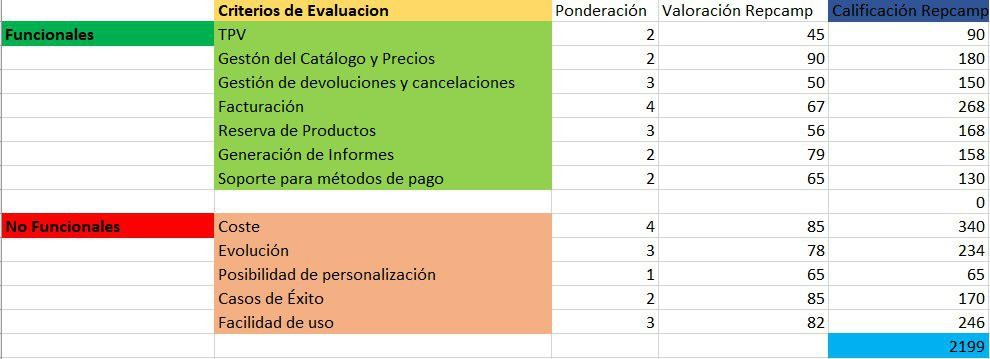 Criterios de Evaluacion Ponderación Valoración Repcamp Calificación Repcamp
Funcionales TPV 2 45 90
Gestón del Catálogo y Precios 2 90 180
Gestión de devoluciones y cancelaciones 3 50 150
Facturación 4 67 268
Reserva de Productos 3 56 168
Generación de Informes 2 79 158
Soporte para métodos de pago 2 65 130
0
No Funcionales Coste 4 85 340
Evolución 3 78 234
Posibilidad de personalización 1 65 65
Casos de Éxito 2 85 170
Facilidad de uso 3 82 246
2199